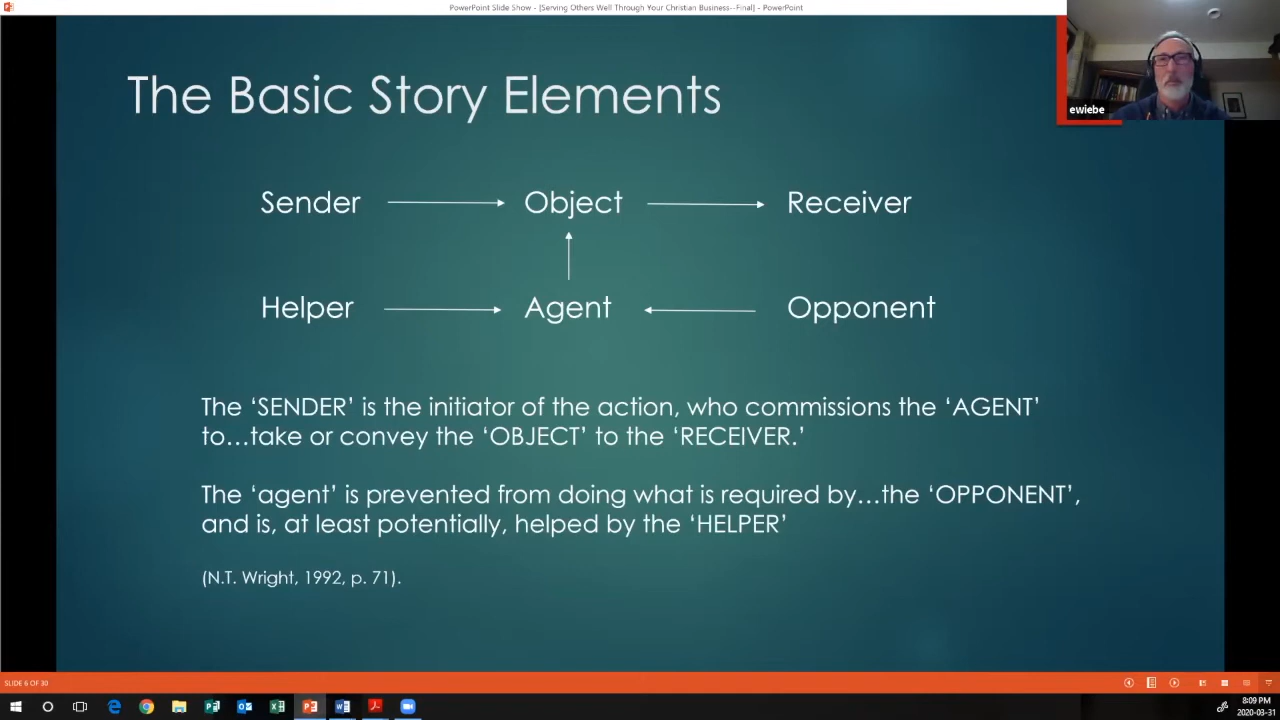 PowerPoint Slide Show - [Serving Others Well Through Your Christian Business--Final] - PowerPoint
ewiebe
The Basic Story Elements
Sender Object Receiver
Helper Agent Opponent
The ‘SENDER’ is the initiator of the action, who commissions the ‘AGENT’
to…take or convey the ‘OBJECT’ to the ‘RECEIVER.’
The ‘agent’ is prevented from doing what is required by…the ‘OPPONENT’,
and is, at least potentially, helped by the ‘HELPER’
(N.T. Wright, 1992, p. 71).
SLIDE 6 OF 30
8:09 PM
2020-03-31